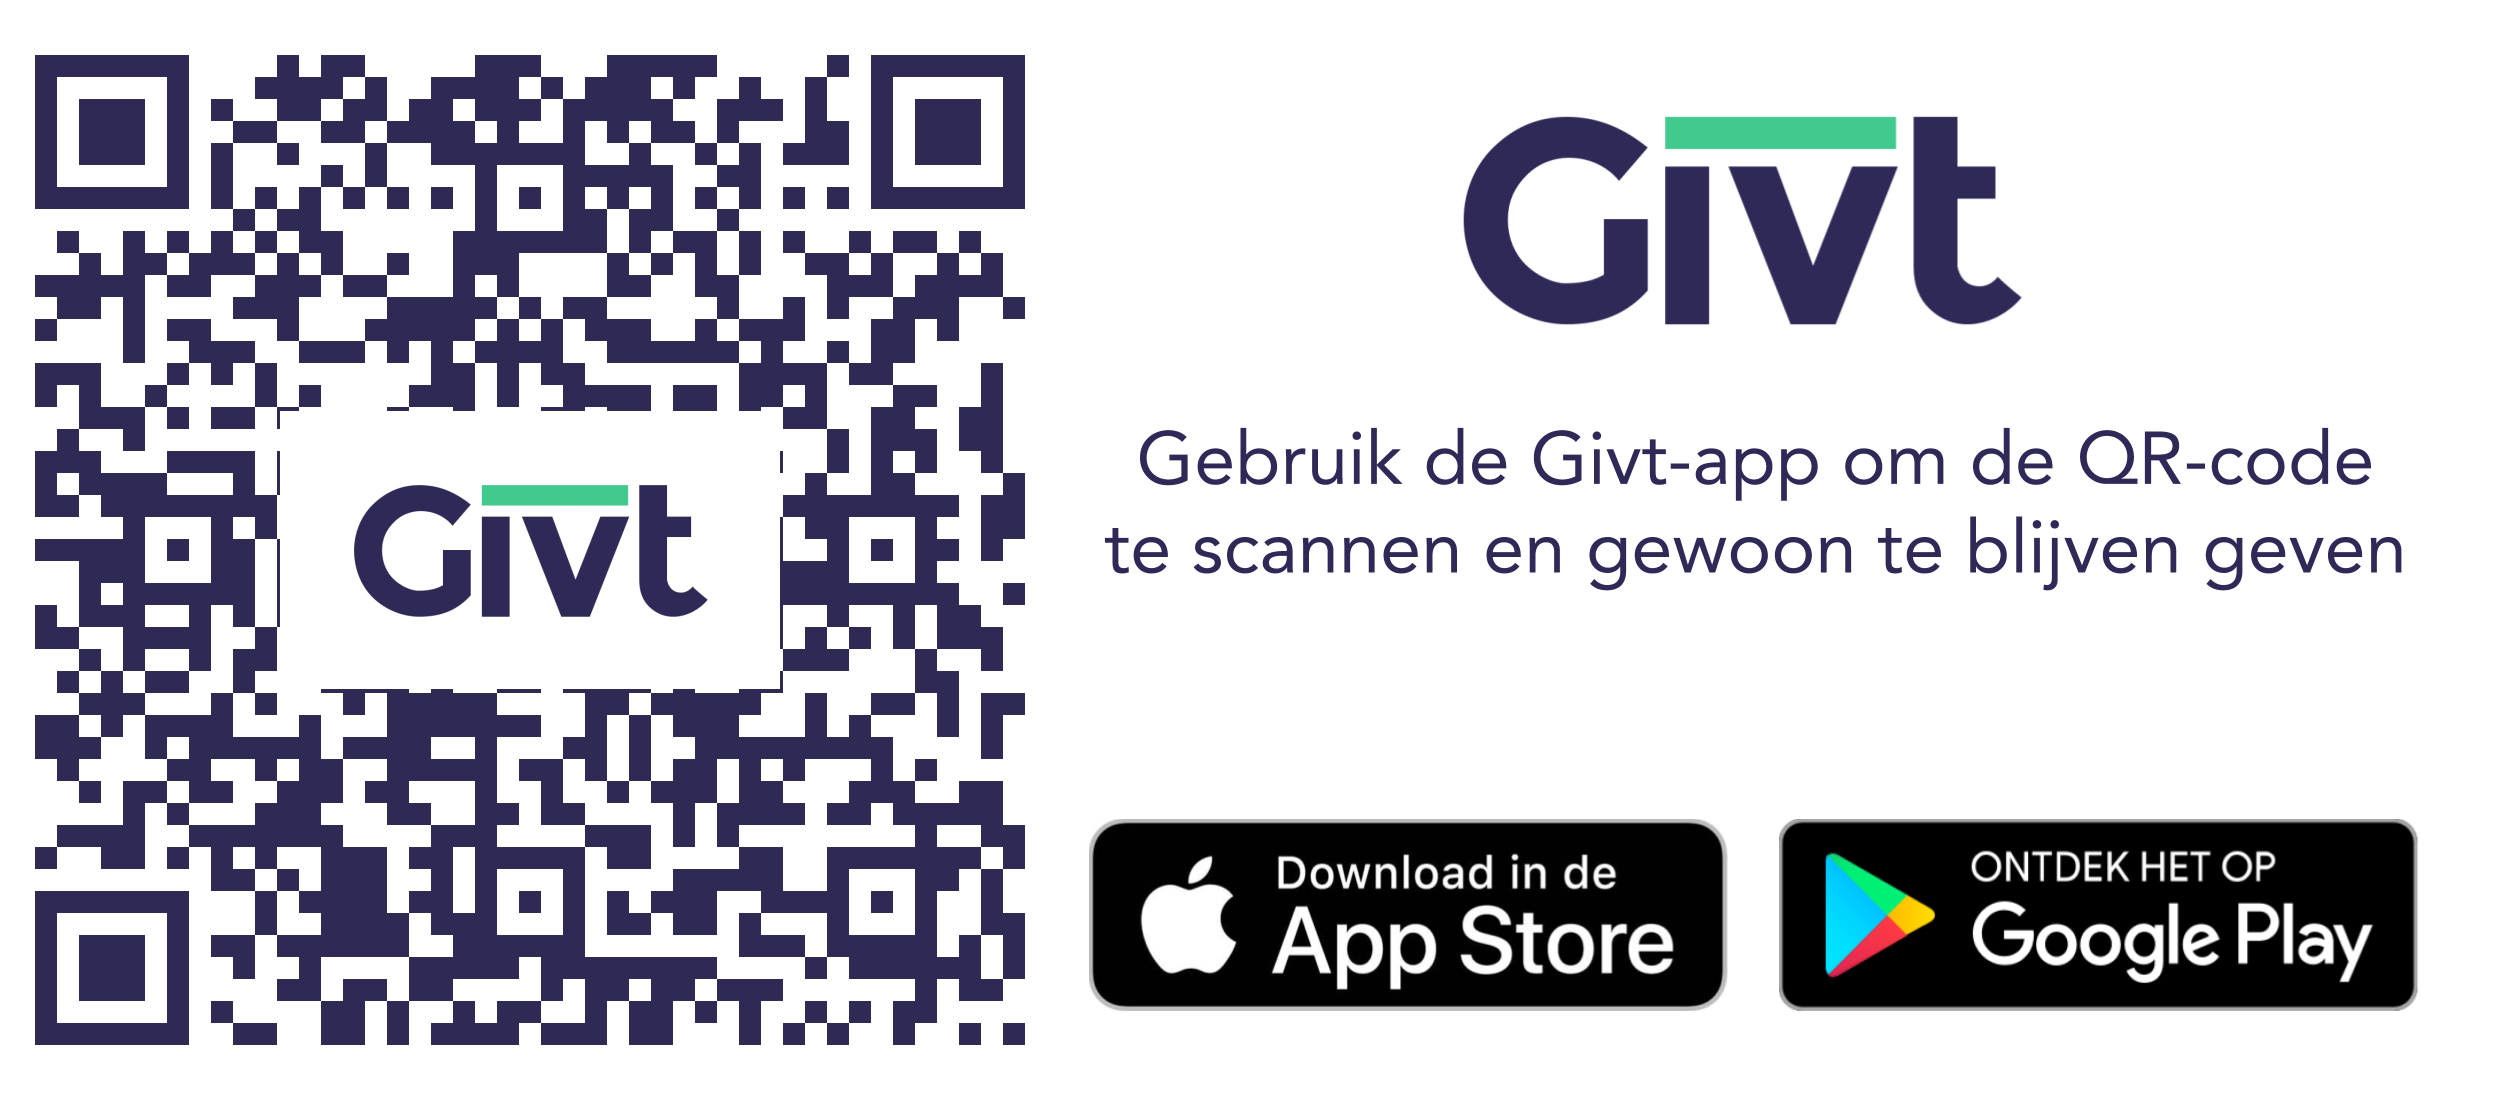 Givt
Givt
Gebruik de Givt-app om de QR-code
te scannen en gewoon te blijven geven
Download in de
App Store
ONTDEK HET OP
Google Play